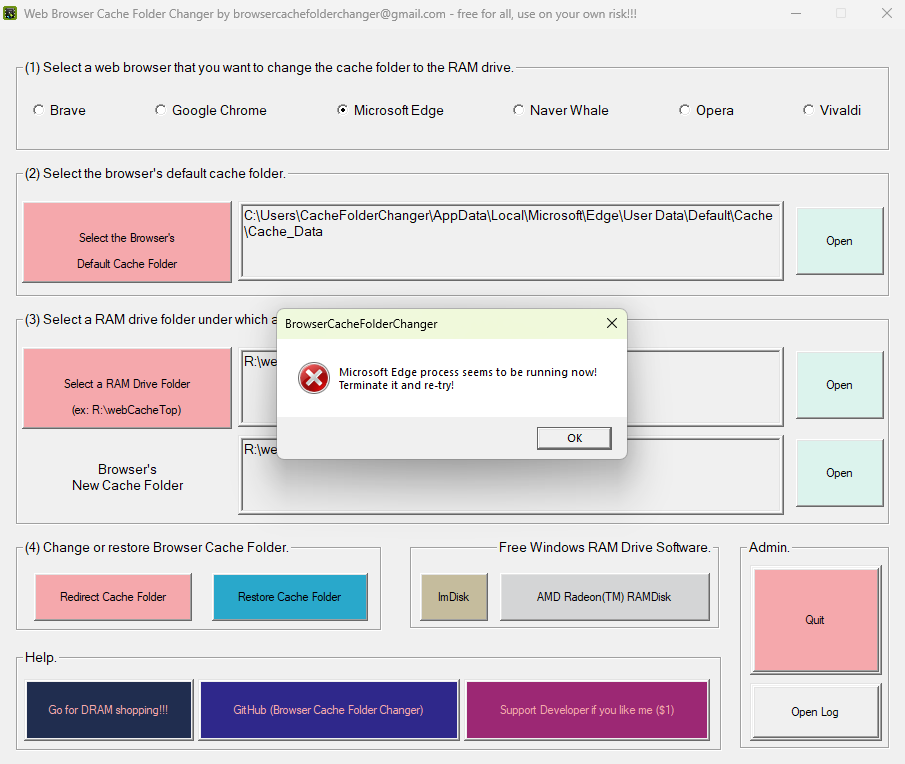 Web Browser Cache Folder Changer by browsercachefolderchanger@gmail.com - free for all, use on your own risk!!!
(1) Select a web browser that you want to change the cache folder to the RAM drive.
Brave
Google Chrome
Microsoft Edge
Naver Whale
Opera
Vivaldi
(2) Select the browser's default cache folder.
Select the Browser's
Default Cache Folder
C:\Users\CacheFolderChanger\AppData\Local\Microsoft\Edge\User Data\Default\Cache
\Cache_Data
Open
(3) Select a RAM drive folder under which a
Select a RAM Drive Folder
(ex: R:\webCacheTop)
R:\we
Open
Browser's
New Cache Folder
R:\we
Open
BrowserCacheFolderChanger
Microsoft Edge process seems to be running now!
Terminate it and re-try!
OK
(4) Change or restore Browser Cache Folder.
Redirect Cache Folder
Restore Cache Folder
Free Windows RAM Drive Software.
ImDisk
AMD Radeon(TM) RAMDisk
Admin.
Quit
Open Log
Help.
Go for DRAM shopping!!!
GitHub (Browser Cache Folder Changer)
Support Developer if you like me ($1)